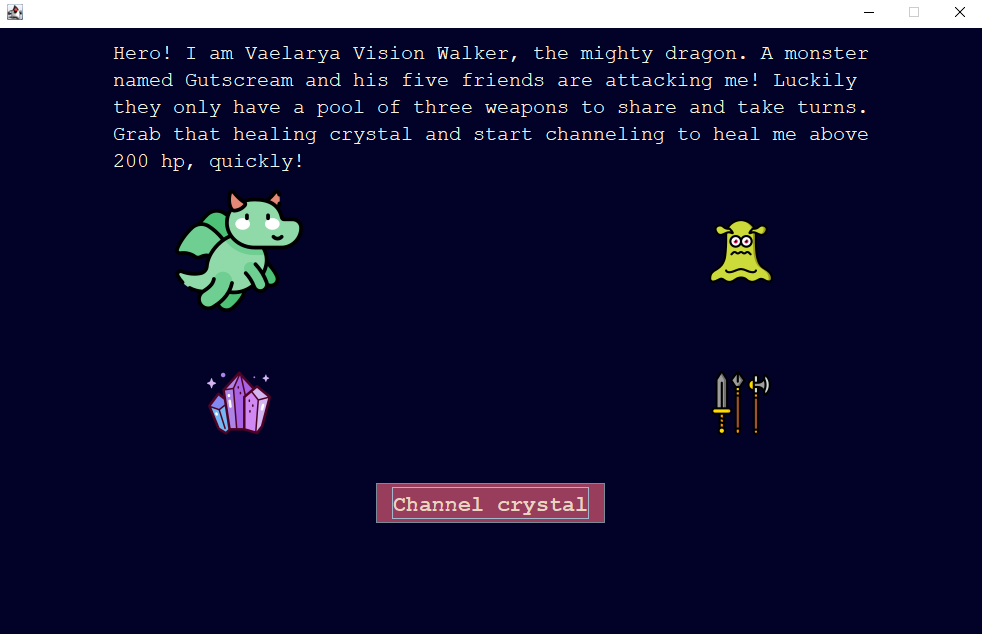 Hero! I am Vaelarya Vision Walker, the mighty dragon. A monster
named Gutscream and his five friends are attacking me! Luckily
they only have a pool of three weapons to share and take turns.
Grab that healing crystal and start channeling to heal me above
200 hp, quickly!
Channel crystal